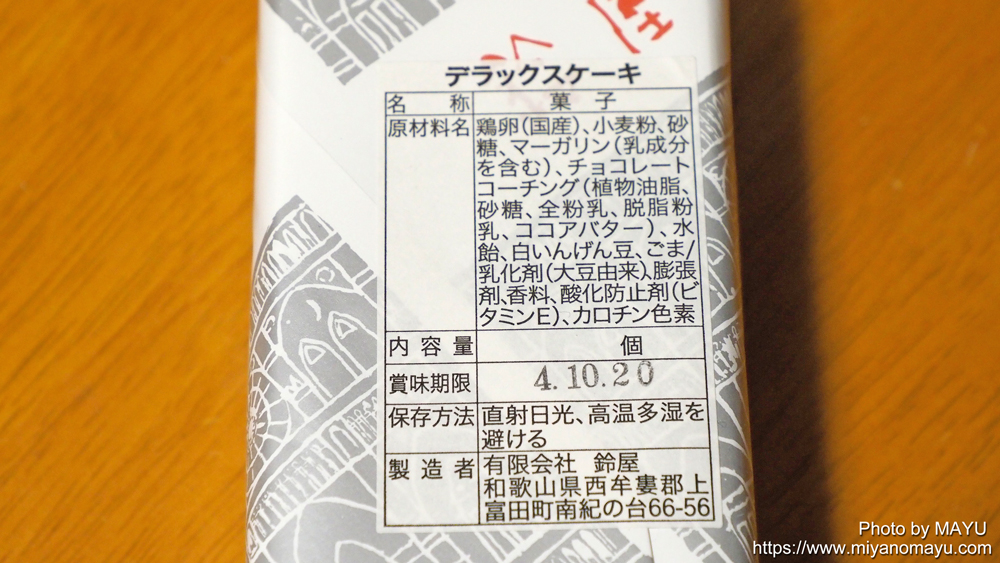 デラックスケーキ
名称 菓子
原材料名 鶏卵(国産)、小麦粉、砂
糖、マーガリン(乳成分
を含む)、チョコレート
コーチング(植物油脂、
砂糖、全粉乳、脱脂粉
乳、ココアバター)、水
飴、白いんげん豆、ごま/
乳化剤(大豆由来)、膨張
剤、香料、酸化防止剤(ビ
タミンE)、カロチン色素
内容量 個
賞味期限 4.10.20
保存方法 直射日光、高温多湿を
避ける
製造者 有限会社 鈴屋
和歌山県西牟婁郡上
富田町南紀の台66-56
Photo by MAYU
https://www.miyanomayu.com